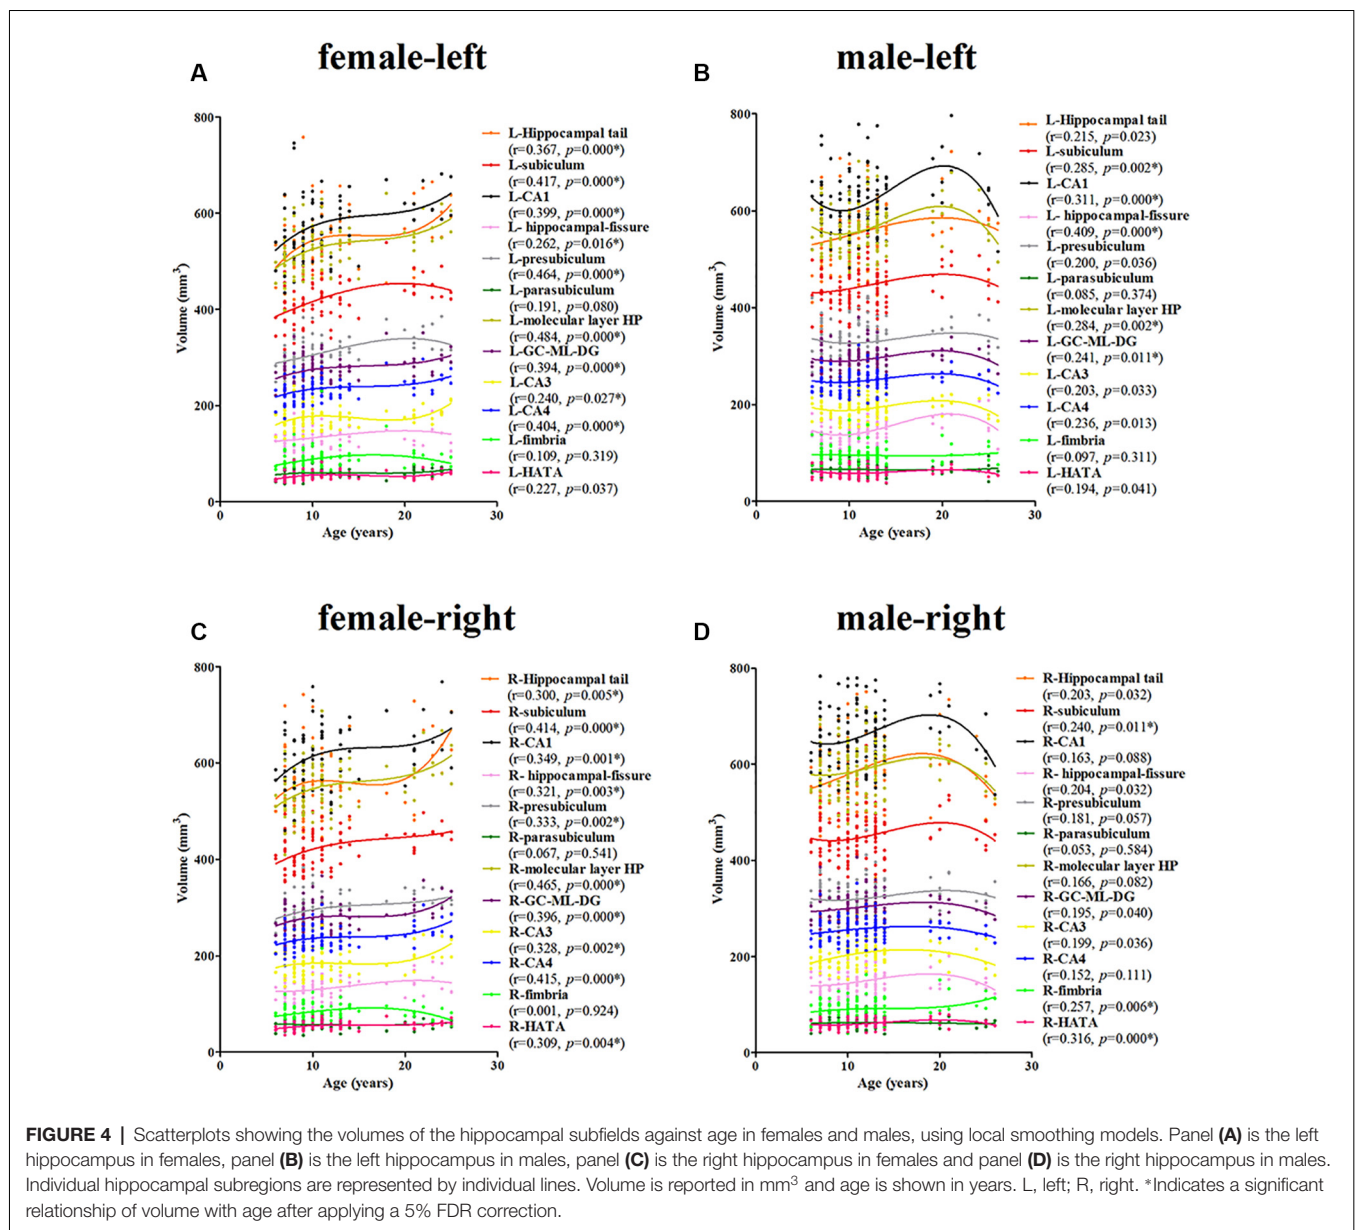 female-left
A
800
600
400
200
0
0 10 20 30
Volume (mm3)
Age (years)
L-Hippocampal tail
(r=0.367, p=0.000*)
L-subiculum
(r=0.417, p=0.000*)
L-CA1
(r=0.399, p=0.000*)
L- hippocampal-fissure
(r=0.262, p=0.016*)
L-presubiculum
(r=0.464, p=0.000*)
L-parasubiculum
(r=0.191, p=0.080)
L-molecular layer HP
(r=0.484, p=0.000*)
L-GC-ML-DG
(r=0.394, p=0.000*)
L-CA3
(r=0.240, p=0.027*)
L-CA4
(r=0.404, p=0.000*)
L-fimbria
(r=0.109, p=0.319)
L-HATA
(r=0.227, p=0.037)
male-left
B
800
600
400
200
0
0 10 20 30
Volume (mm3)
Age (years)
L-Hippocampal tail
(r=0.215, p=0.023)
L-subiculum
(r=0.285, p=0.002*)
L-CA1
(r=0.311, p=0.000*)
L- hippocampal-fissure
(r=0.409, p=0.000*)
L-presubiculum
(r=0.200, p=0.036)
L-parasubiculum
(r=0.085, p=0.374)
L-molecular layer HP
(r=0.284, p=0.002*)
L-GC-ML-DG
(r=0.241, p=0.011*)
L-CA3
(r=0.203, p=0.033)
L-CA4
(r=0.236, p=0.013)
L-fimbria
(r=0.097, p=0.311)
L-HATA
(r=0.194, p=0.041)
female-right
C
800
600
400
200
0
0 10 20 30
Volume (mm3)
Age (years)
R-Hippocampal tail
(r=0.300, p=0.005*)
R-subiculum
(r=0.414, p=0.000*)
R-CA1
(r=0.349, p=0.001*)
R- hippocampal-fissure
(r=0.321, p=0.003*)
R-presubiculum
(r=0.333, p=0.002*)
R-parasubiculum
(r=0.067, p=0.541)
R-molecular layer HP
(r=0.465, p=0.000*)
R-GC-ML-DG
(r=0.396, p=0.000*)
R-CA3
(r=0.328, p=0.002*)
R-CA4
(r=0.415, p=0.000*)
R-fimbria
(r=0.001, p=0.924)
R-HATA
(r=0.309, p=0.004*)
male-right
D
800
600
400
200
0
0 10 20 30
Volume (mm3)
Age (years)
R-Hippocampal tail
(r=0.203, p=0.032)
R-subiculum
(r=0.240, p=0.011*)
R-CA1
(r=0.163, p=0.088)
R- hippocampal-fissure
(r=0.204, p=0.032)
R-presubiculum
(r=0.181, p=0.057)
R-parasubiculum
(r=0.053, p=0.584)
R-molecular layer HP
(r=0.166, p=0.082)
R-GC-ML-DG
(r=0.195, p=0.040)
R-CA3
(r=0.199, p=0.036)
R-CA4
(r=0.152, p=0.111)
R-fimbria
(r=0.257, p=0.006*)
R-HATA
(r=0.316, p=0.000*)
FIGURE 4 | Scatterplots showing the volumes of the hippocampal subfields against age in females and males, using local smoothing models. Panel (A) is the left
hippocampus in females, panel (B) is the left hippocampus in males, panel (C) is the right hippocampus in females and panel (D) is the right hippocampus in males.
Individual hippocampal subregions are represented by individual lines. Volume is reported in mm3 and age is shown in years. L, left; R, right. *Indicates a significant
relationship of volume with age after applying a 5% FDR correction.